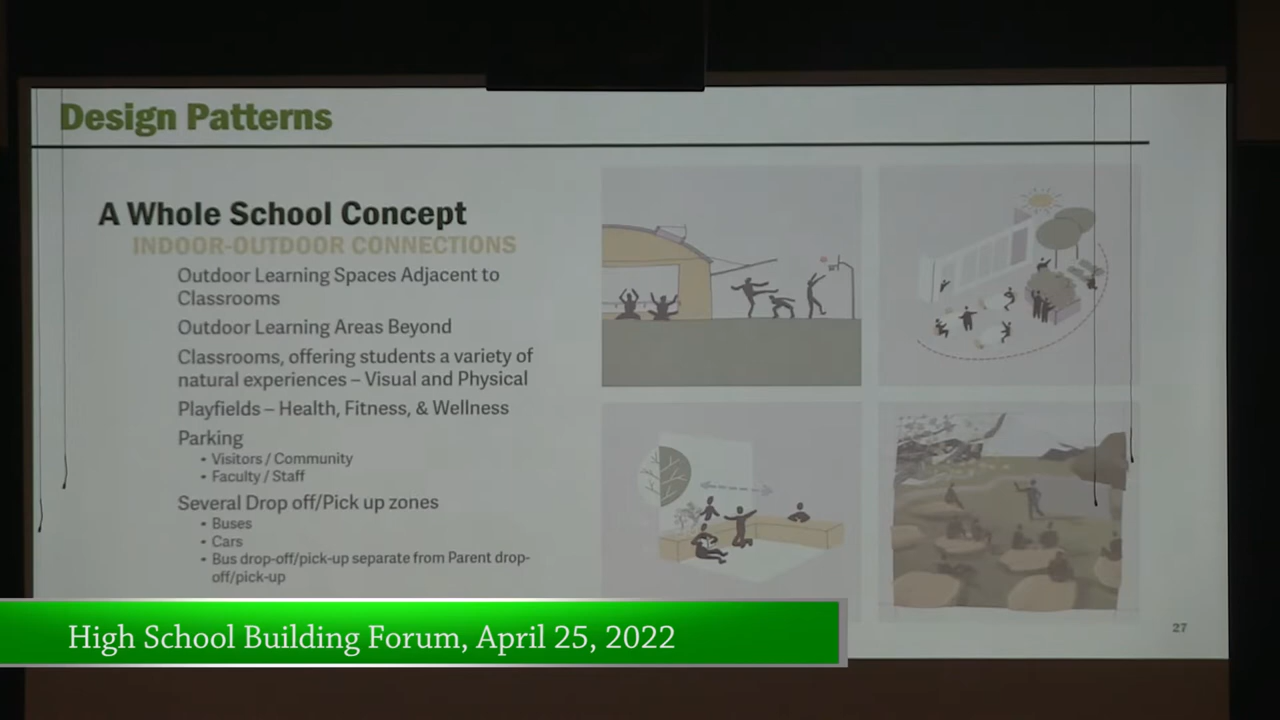 Design Patterns
A Whole School Concept
INDOOR-OUTDOOR CONNECTIONS
Outdoor Learning Spaces Adjacent to
Classrooms
Outdoor Learning Areas Beyond
Classrooms, offering students a variety of
natural experiences – Visual and Physical
Playfields – Health, Fitness, & Wellness
Parking
• Visitors / Community
• Faculty / Staff
Several Drop off/Pick up zones
• Buses
• Cars
• Bus drop-off/pick-up separate from Parent drop-
off/pick-up
27
High School Building Forum, April 25, 2022